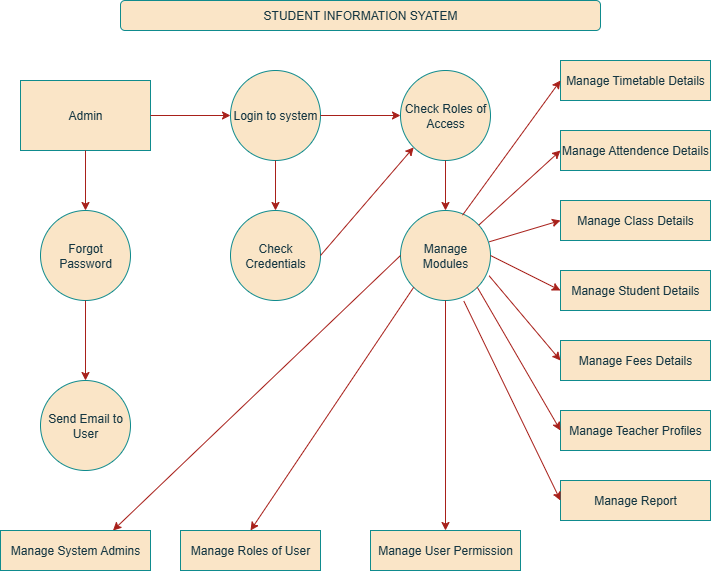 STUDENT INFORMATION SYATEM
Admin
Login to system
Check Roles of
Access
Manage Timetable Details
Manage Attendence Details
Manage Class Details
Forgot
Password
Check
Credentials
Manage
Modules
Manage Student Details
Manage Fees Details
Send Email to
User
Manage Teacher Profiles
Manage Report
Manage System Admins
Manage Roles of User
Manage User Permission